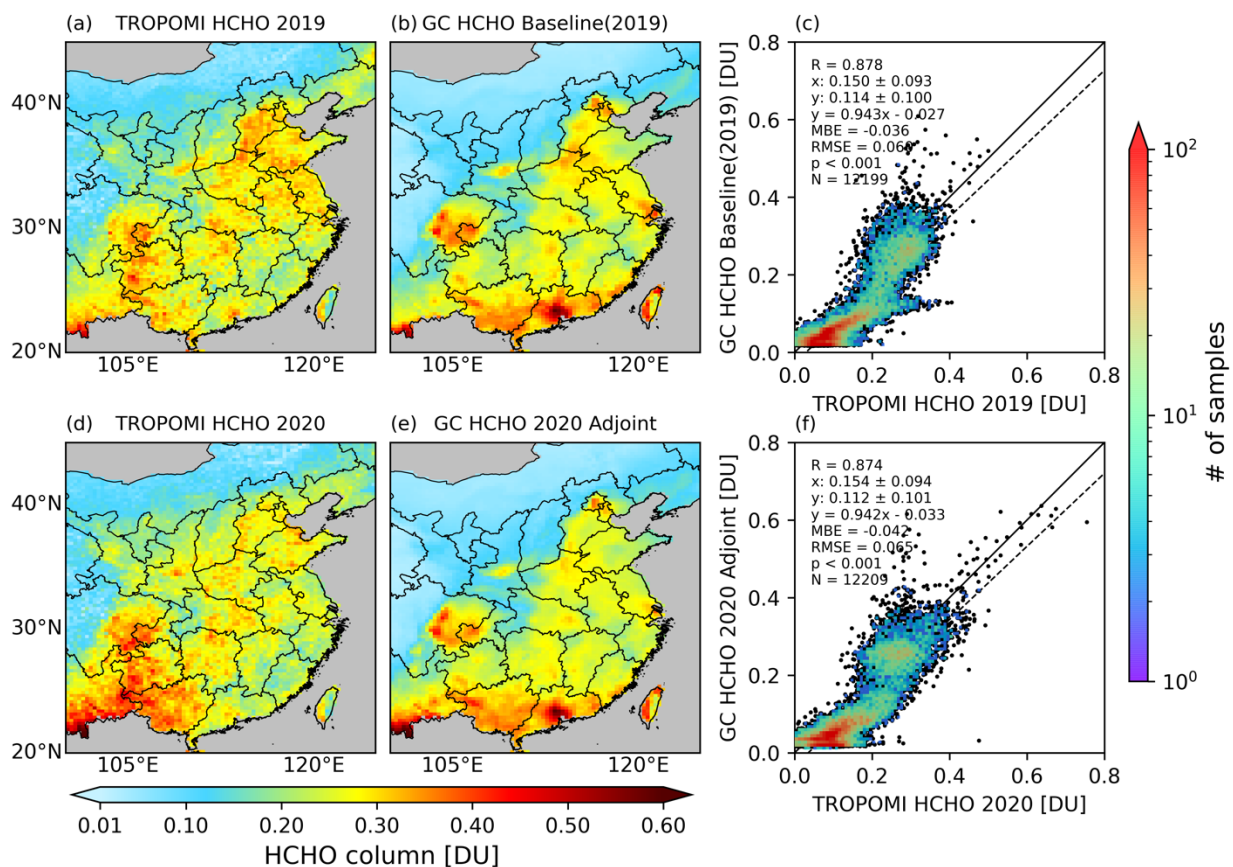 (a) TROPOMI HCHO 2019
(b) GC HCHO Baseline(2019)
(c)
40°N
30°N
20°N
105°E
120°E
105°E
120°E
GC HCHO Baseline(2019) [DU]
0.8
0.6
0.4
0.2
0.0
R = 0.878
x: 0.150 ± 0.093
y: 0.114 ± 0.100
y = 0.943x - 0.027
MBE = -0.036
RMSE = 0.060
p < 0.001
N = 12199
0.0 0.2 0.4 0.6 0.8
TROPOMI HCHO 2019 [DU]
(d) TROPOMI HCHO 2020
(e) GC HCHO 2020 Adjoint
(f)
40°N
30°N
20°N
105°E
120°E
105°E
120°E
GC HCHO 2020 Adjoint [DU]
0.8
0.6
0.4
0.2
0.0
R = 0.874
x: 0.154 ± 0.094
y: 0.112 ± 0.101
y = 0.942x - 0.033
MBE = -0.042
RMSE = 0.065
p < 0.001
N = 12209
0.0 0.2 0.4 0.6 0.8
TROPOMI HCHO 2020 [DU]
10²
10¹
10⁰
# of samples
0.01 0.10 0.20 0.30 0.40 0.50 0.60
HCHO column [DU]